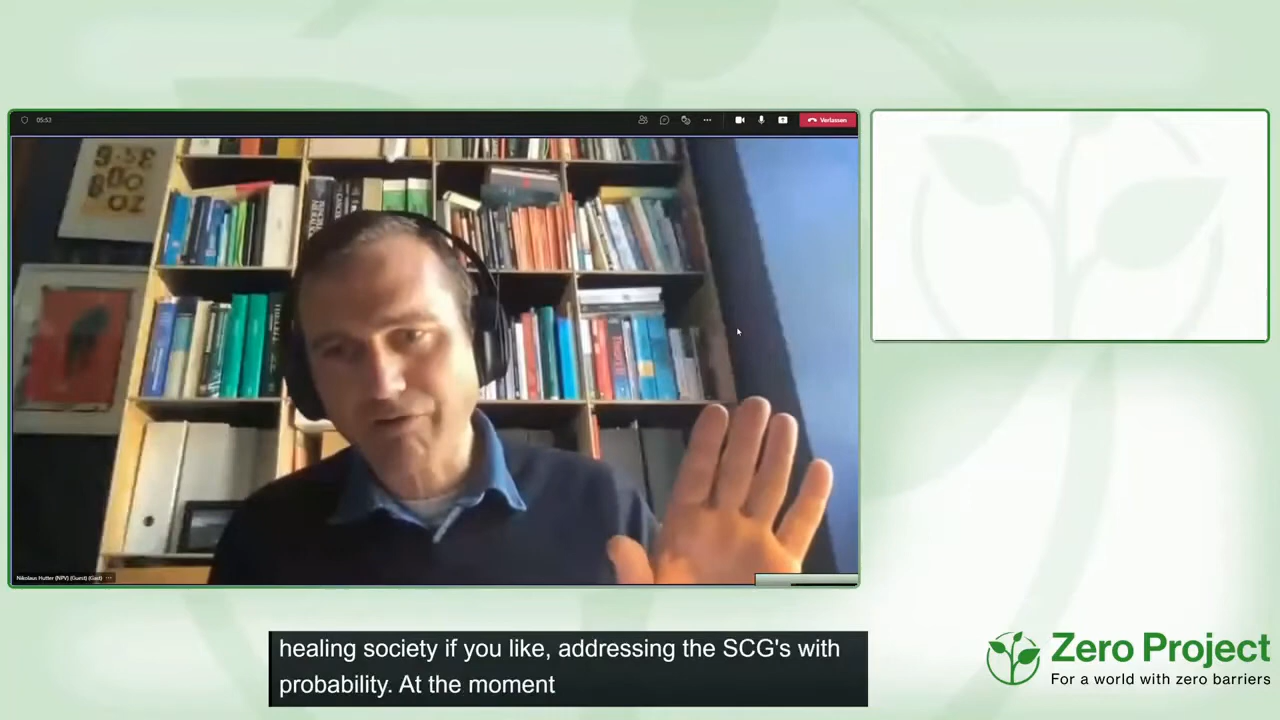 05:53
Verlassen
Nikolaus Hutter (NPV) (Guest) (Gast)
healing society if you like, addressing the SCG's with
probability. At the moment
Zero Project
For a world with zero barriers